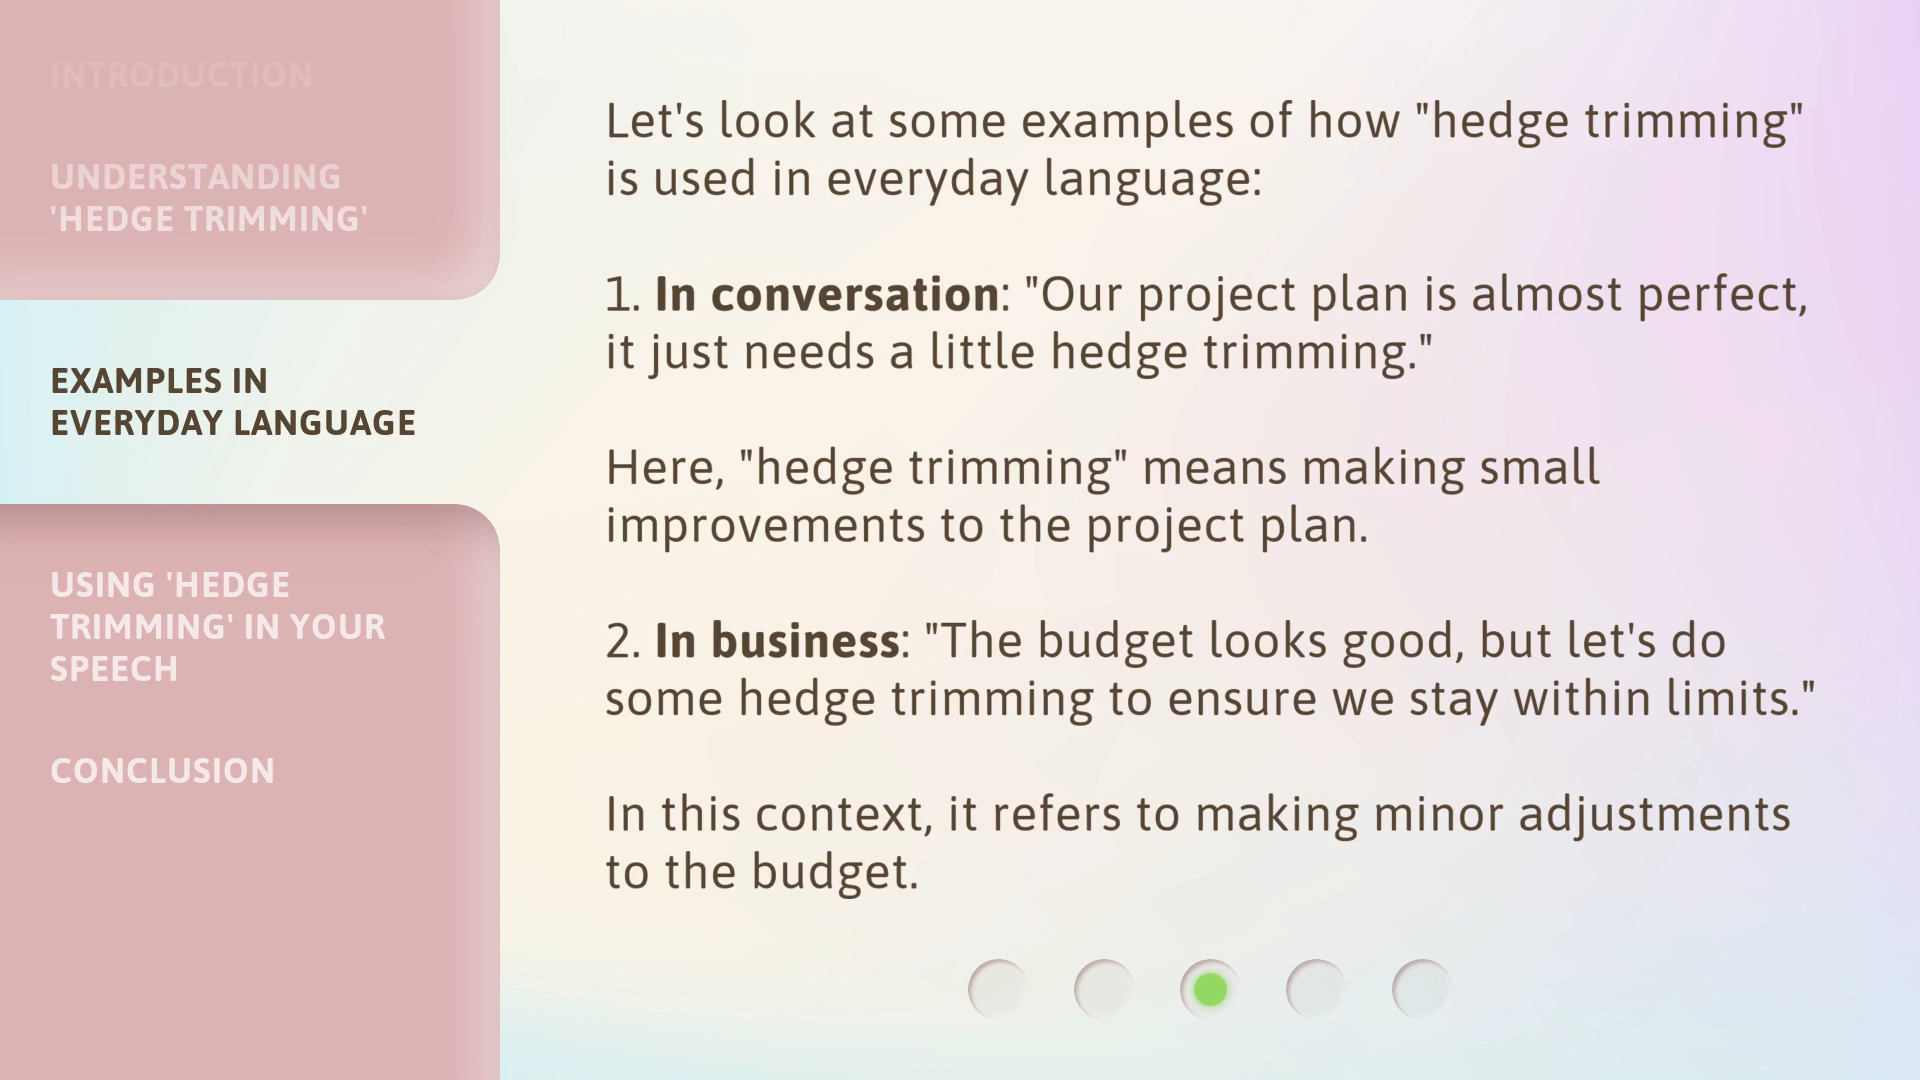 INTRODUCTION
UNDERSTANDING
'HEDGE TRIMMING'
EXAMPLES IN
EVERYDAY LANGUAGE
USING 'HEDGE
TRIMMING' IN YOUR
SPEECH
CONCLUSION
Let's look at some examples of how "hedge trimming"
is used in everyday language:
1. In conversation: "Our project plan is almost perfect,
it just needs a little hedge trimming."
Here, "hedge trimming" means making small
improvements to the project plan.
2. In business: "The budget looks good, but let's do
some hedge trimming to ensure we stay within limits."
In this context, it refers to making minor adjustments
to the budget.